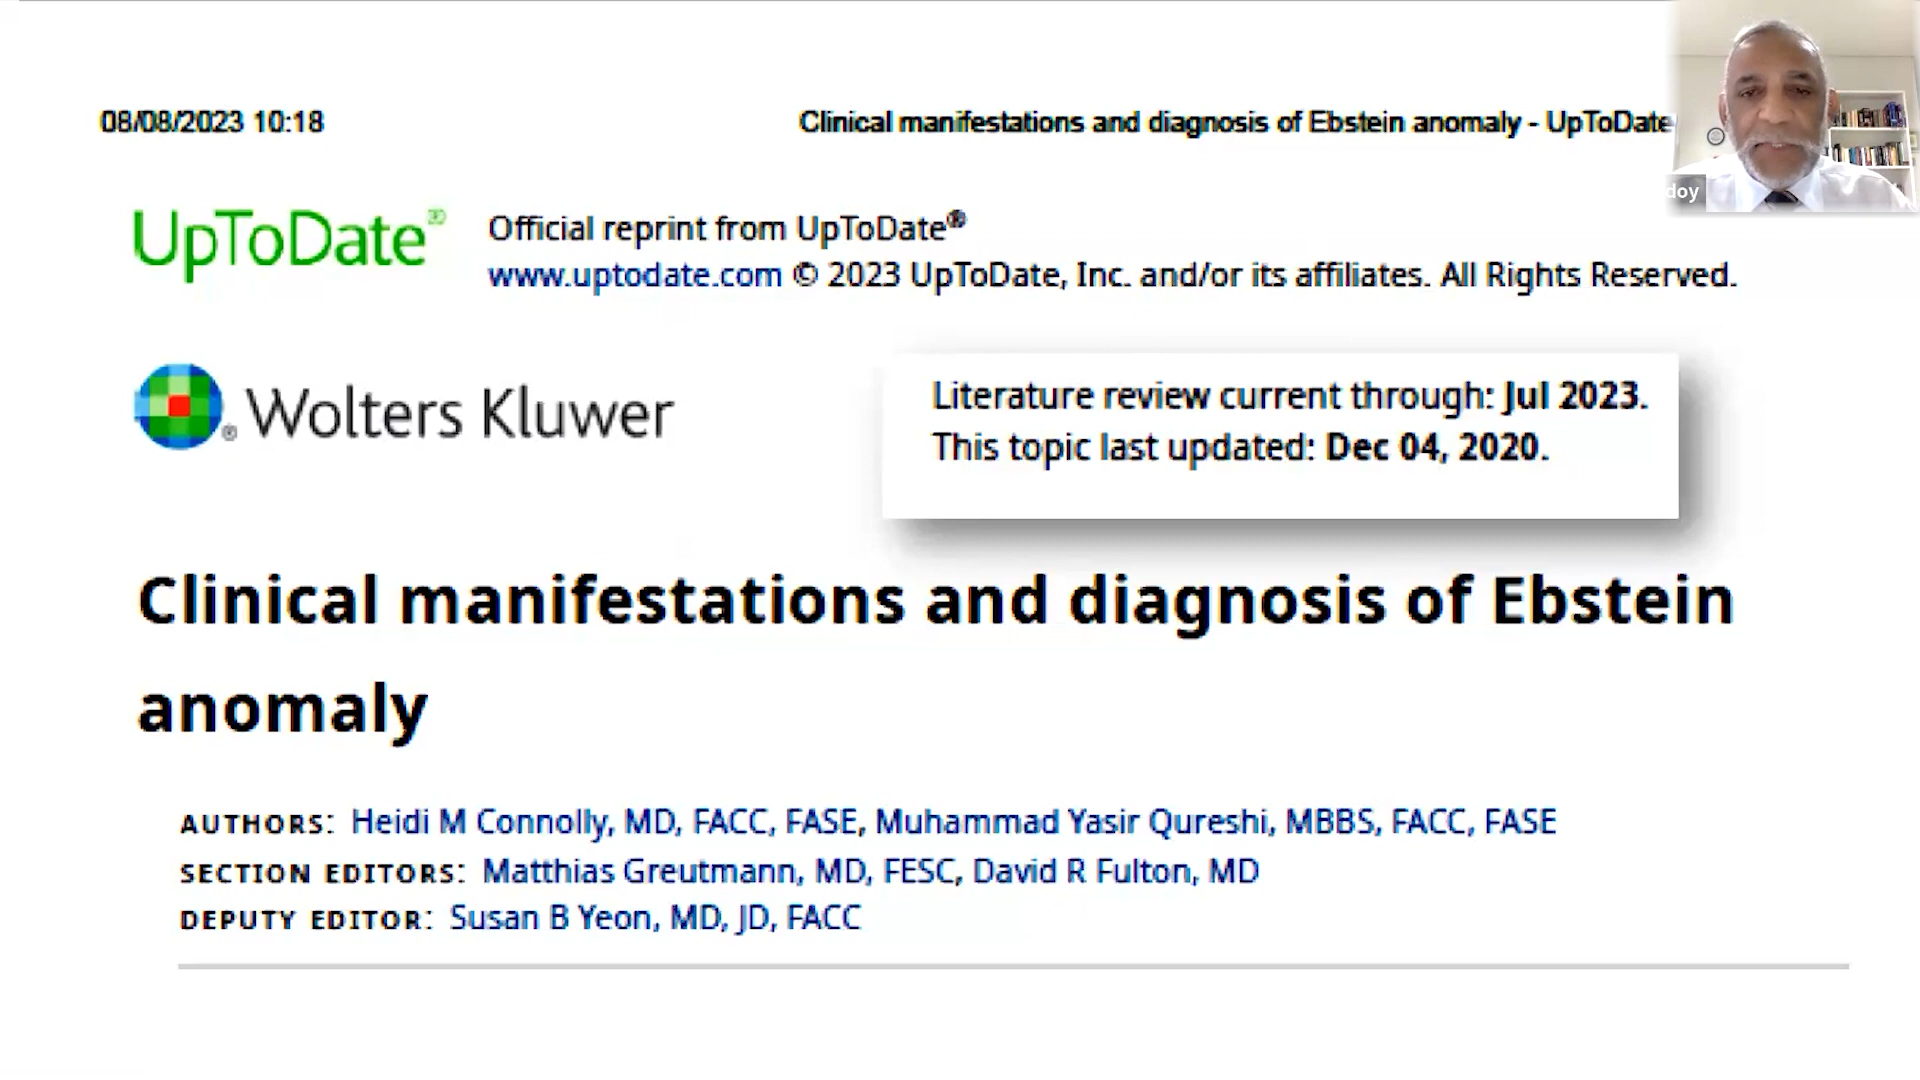 08/08/2023 10:18
Clinical manifestations and diagnosis of Ebstein anomaly - UpToDate
doy
UpToDate®
Official reprint from UpToDate®
www.uptodate.com © 2023 UpToDate, Inc. and/or its affiliates. All Rights Reserved.
® Wolters Kluwer
Literature review current through: Jul 2023.
This topic last updated: Dec 04, 2020.
Clinical manifestations and diagnosis of Ebstein
anomaly
AUTHORS: Heidi M Connolly, MD, FACC, FASE, Muhammad Yasir Qureshi, MBBS, FACC, FASE
SECTION EDITORS: Matthias Greutmann, MD, FESC, David R Fulton, MD
DEPUTY EDITOR: Susan B Yeon, MD, JD, FACC